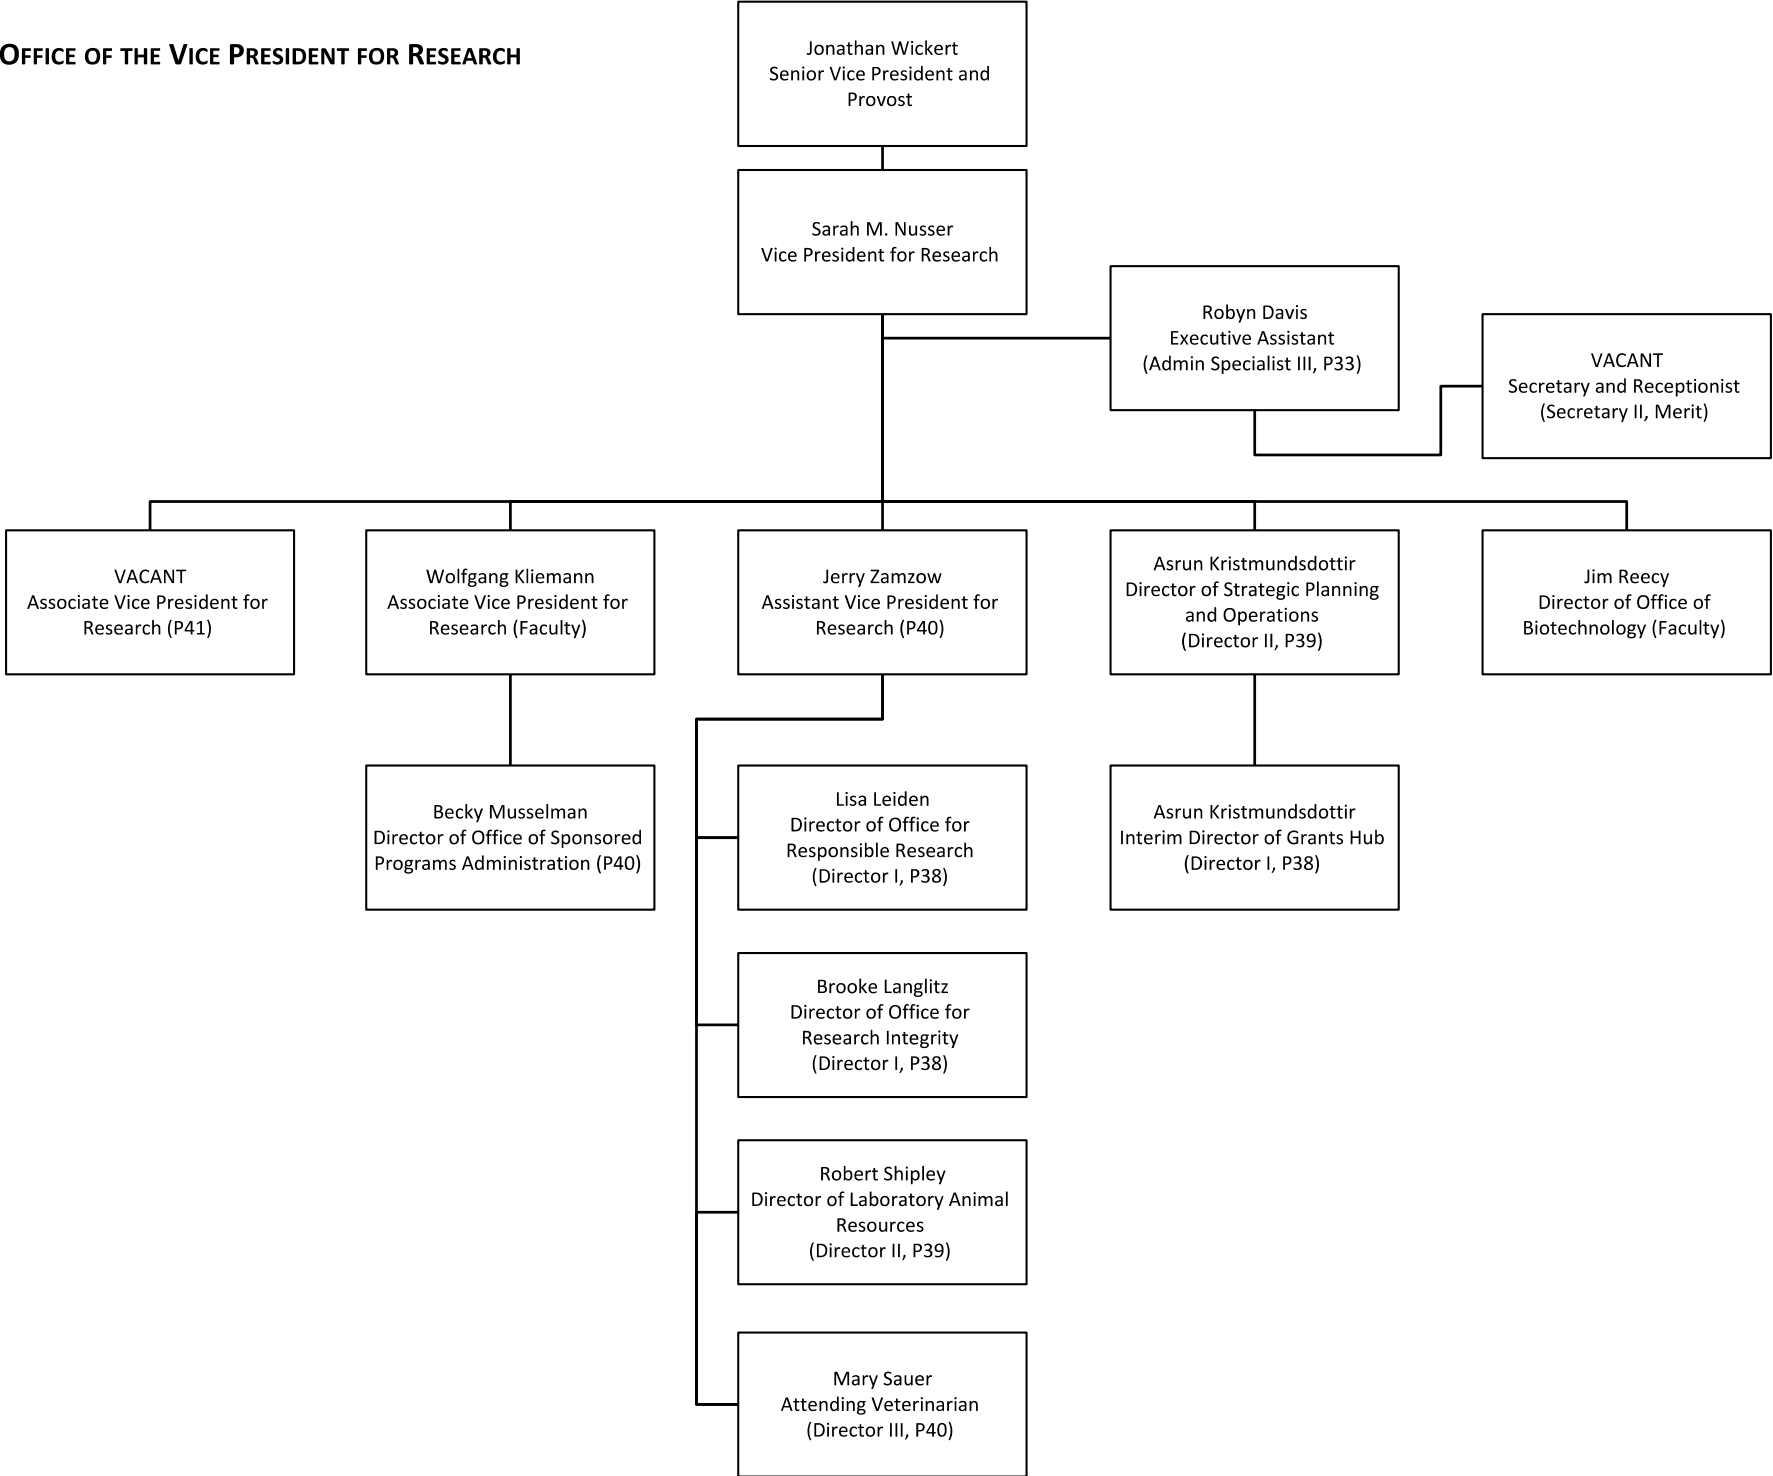 OFFICE OF THE VICE PRESIDENT FOR RESEARCH
Jonathan Wickert
Senior Vice President and
Provost
Sarah M. Nusser
Vice President for Research
Robyn Davis
Executive Assistant
(Admin Specialist III, P33)
VACANT
Secretary and Receptionist
(Secretary II, Merit)
VACANT
Associate Vice President for
Research (P41)
Wolfgang Kliemann
Associate Vice President for
Research (Faculty)
Jerry Zamzow
Assistant Vice President for
Research (P40)
Asrun Kristmundsdottir
Director of Strategic Planning
and Operations
(Director II, P39)
Jim Reecy
Director of Office of
Biotechnology (Faculty)
Becky Musselman
Director of Office of Sponsored
Programs Administration (P40)
Lisa Leiden
Director of Office for
Responsible Research
(Director I, P38)
Asrun Kristmundsdottir
Interim Director of Grants Hub
(Director I, P38)
Brooke Langlitz
Director of Office for
Research Integrity
(Director I, P38)
Robert Shipley
Director of Laboratory Animal
Resources
(Director II, P39)
Mary Sauer
Attending Veterinarian
(Director III, P40)